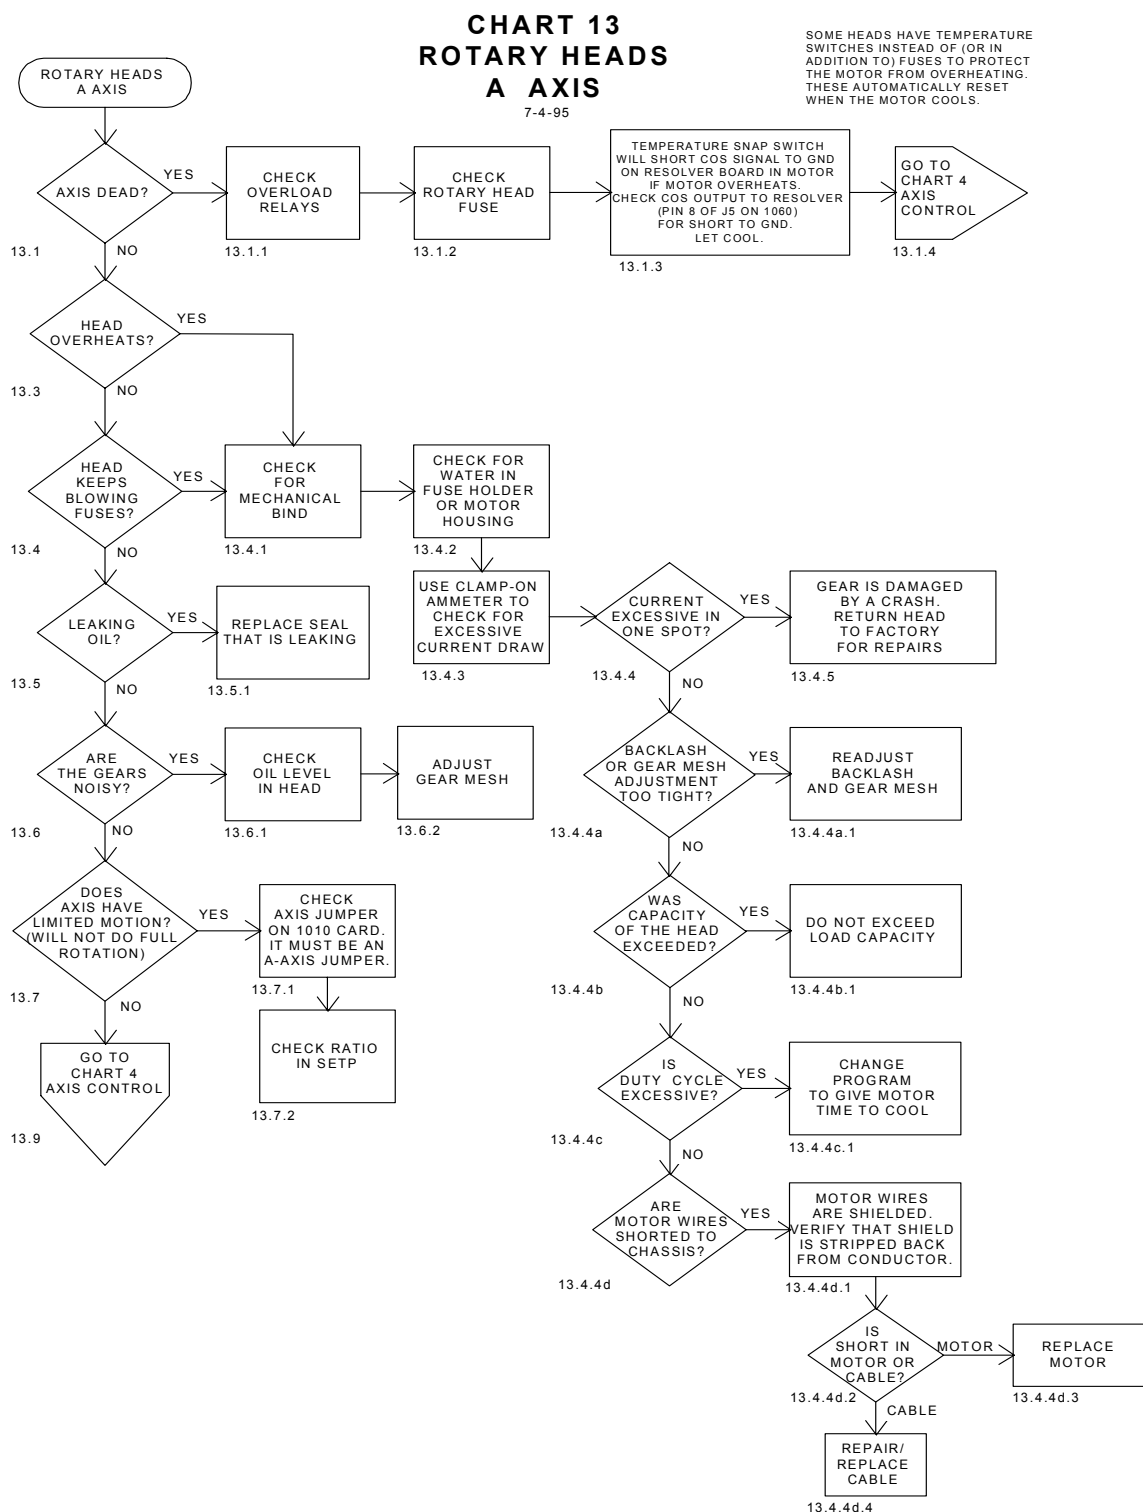 CHART 13
ROTARY HEADS
A AXIS
7-4-95
SOME HEADS HAVE TEMPERATURE
SWITCHES INSTEAD OF (OR IN
ADDITION TO) FUSES TO PROTECT
THE MOTOR FROM OVERHEATING.
THESE AUTOMATICALLY RESET
WHEN THE MOTOR COOLS.
ROTARY HEADS
A AXIS
AXIS DEAD?
YES
NO
13.1
CHECK
OVERLOAD
RELAYS
13.1.1
CHECK
ROTARY HEAD
FUSE
13.1.2
TEMPERATURE SNAP SWITCH
WILL SHORT COS SIGNAL TO GND
ON RESOLVER BOARD IN MOTOR
IF MOTOR OVERHEATS.
CHECK COS OUTPUT TO RESOLVER
(PIN 8 OF J5 ON 1060)
FOR SHORT TO GND.
LET COOL.
13.1.3
GO TO
CHART 4
AXIS
CONTROL
13.1.4
HEAD
OVERHEATS?
YES
NO
13.3
HEAD
KEEPS
BLOWING
FUSES?
YES
NO
13.4
CHECK
FOR
MECHANICAL
BIND
13.4.1
CHECK FOR
WATER IN
FUSE HOLDER
OR MOTOR
HOUSING
13.4.2
USE CLAMP-ON
AMMETER TO
CHECK FOR
EXCESSIVE
CURRENT DRAW
13.4.3
CURRENT
EXCESSIVE IN
ONE SPOT?
YES
NO
13.4.4
GEAR IS DAMAGED
BY A CRASH.
RETURN HEAD
TO FACTORY
FOR REPAIRS
13.4.5
LEAKING
OIL?
YES
NO
13.5
REPLACE SEAL
THAT IS LEAKING
13.5.1
ARE
THE GEARS
NOISY?
YES
NO
13.6
CHECK
OIL LEVEL
IN HEAD
13.6.1
ADJUST
GEAR MESH
13.6.2
BACKLASH
OR GEAR MESH
ADJUSTMENT
TOO TIGHT?
YES
NO
13.4.4a
READJUST
BACKLASH
AND GEAR MESH
13.4.4a.1
DOES
AXIS HAVE
LIMITED MOTION?
(WILL NOT DO FULL
ROTATION)
YES
NO
13.7
CHECK
AXIS JUMPER
ON 1010 CARD.
IT MUST BE AN
A-AXIS JUMPER.
13.7.1
CHECK RATIO
IN SETP
13.7.2
GO TO
CHART 4
AXIS CONTROL
13.9
WAS
CAPACITY
OF THE HEAD
EXCEEDED?
YES
NO
13.4.4b
DO NOT EXCEED
LOAD CAPACITY
13.4.4b.1
IS
DUTY CYCLE
EXCESSIVE?
YES
NO
13.4.4c
CHANGE
PROGRAM
TO GIVE MOTOR
TIME TO COOL
13.4.4c.1
ARE
MOTOR WIRES
SHORTED TO
CHASSIS?
YES
13.4.4d
MOTOR WIRES
ARE SHIELDED.
VERIFY THAT SHIELD
IS STRIPPED BACK
FROM CONDUCTOR.
13.4.4d.1
IS
SHORT IN
MOTOR OR
CABLE?
MOTOR
CABLE
13.4.4d.2
REPLACE
MOTOR
13.4.4d.3
REPAIR/
REPLACE
CABLE
13.4.4d.4